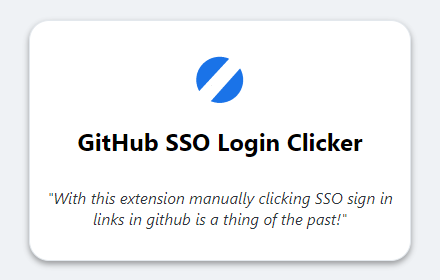 GitHub SSO Login Clicker
"With this extension manually clicking SSO sign in
links in github is a thing of the past!"